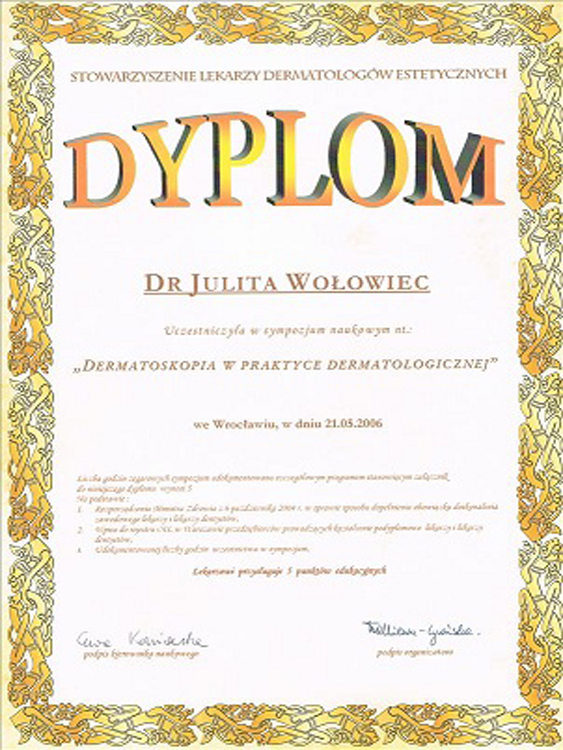 STOWARZYSZENIE LEKARZY DERMATOLOGÓW ESTETYCZNYCH
DYPLOM
DR JULITA WOŁOWIEC
Uczestniczyła w sympozjum naukowym nt.:
„DERMATOSKOPIA W PRAKTYCE DERMATOLOGICZNEJ”
we Wrocławiu, w dniu 21.05.2006
Liczba godzin zegarowych sympozjum udokumentowana szczegółowym programem stanowiącym załącznik
do niniejszego dyplomu wynosi 5
Na podstawie :
1. Rozporządzenia Ministra Zdrowia z 6 października 2004 r. w sprawie sposobu dopełnienia obowiązku doskonalenia
zawodowego lekarzy i lekarzy dentystów,
2. Wpisu do rejestru w Warszawie przedsiębiorców prowadzących kształcenie podyplomowe lekarzy i lekarzy
dentystów,
3. Udokumentowanej liczby godzin uczestnictwa w sympozjum,
Lekarzowi przysługuje 5 punktów edukacyjnych
Ewa
podpis kierownika naukowego
podpis organizatora